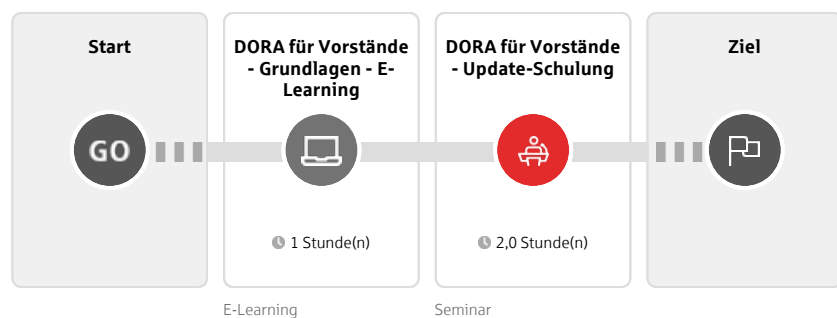 Start
DORA für Vorstände
- Grundlagen - E-
Learning
DORA für Vorstände
- Update-Schulung
Ziel
GO
1 Stunde(n)
2,0 Stunde(n)
E-Learning
Seminar